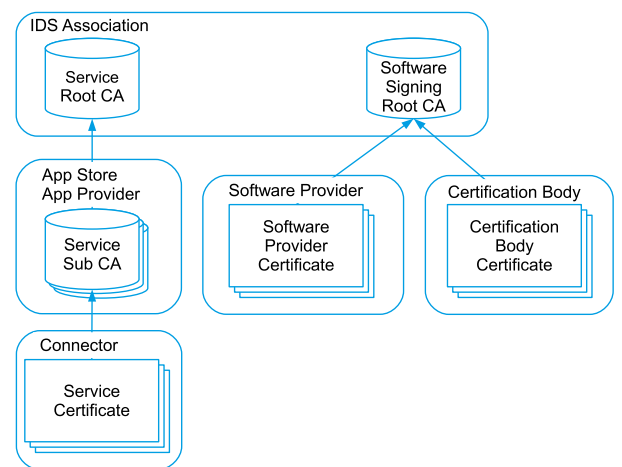 IDS Association
Service
Root CA
Software
Signing
Root CA
App Store
App Provider
Service
Sub CA
Software Provider
Software
Provider
Certificate
Certification Body
Certification
Body
Certificate
Connector
Service
Certificate